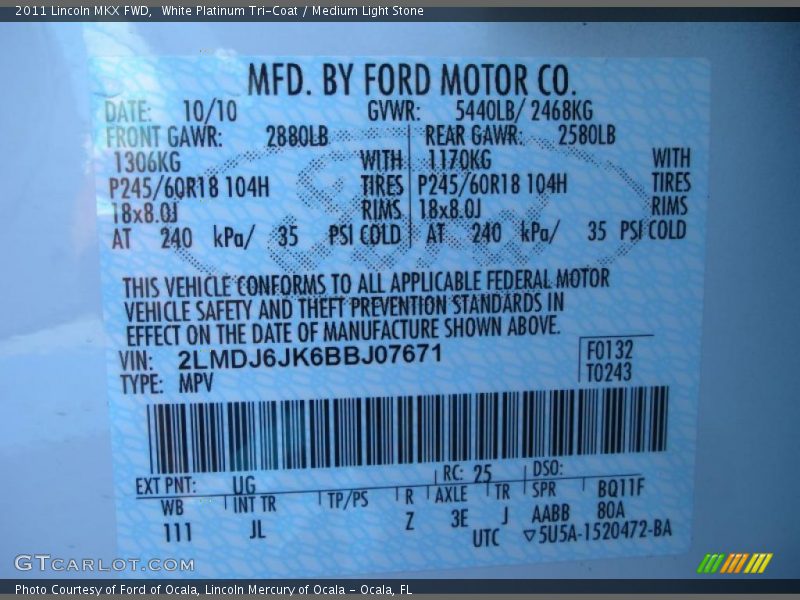 2011 Lincoln MKX FWD,  White Platinum Tri-Coat / Medium Light Stone
MFD. BY FORD MOTOR CO.
DATE: 10/10 GVWR: 5440LB/ 2468KG
FRONT GAWR: 2880LB REAR GAWR: 2580LB
1306KG WITH 1170KG WITH
P245/60R18 104H TIRES P245/60R18 104H TIRES
18x8.0J RIMS 18x8.0J RIMS
AT 240 kPa/ 35 PSI COLD AT 240 kPa/ 35 PSI COLD
THIS VEHICLE CONFORMS TO ALL APPLICABLE FEDERAL MOTOR
VEHICLE SAFETY AND THEFT PREVENTION STANDARDS IN
EFFECT ON THE DATE OF MANUFACTURE SHOWN ABOVE.
VIN: 2LMDJ6JK6BBJ07671 F0132
TYPE: MPV T0243
EXT PNT: UG RC: 25 DSO:
WB INT TR TP/PS R AXLE TR SPR BQ11F
111 JL Z 3E J AABB 80A
UTC ▽5U5A-1520472-BA
GTCARLOT.COM
Photo Courtesy of Ford of Ocala, Lincoln Mercury of Ocala - Ocala, FL